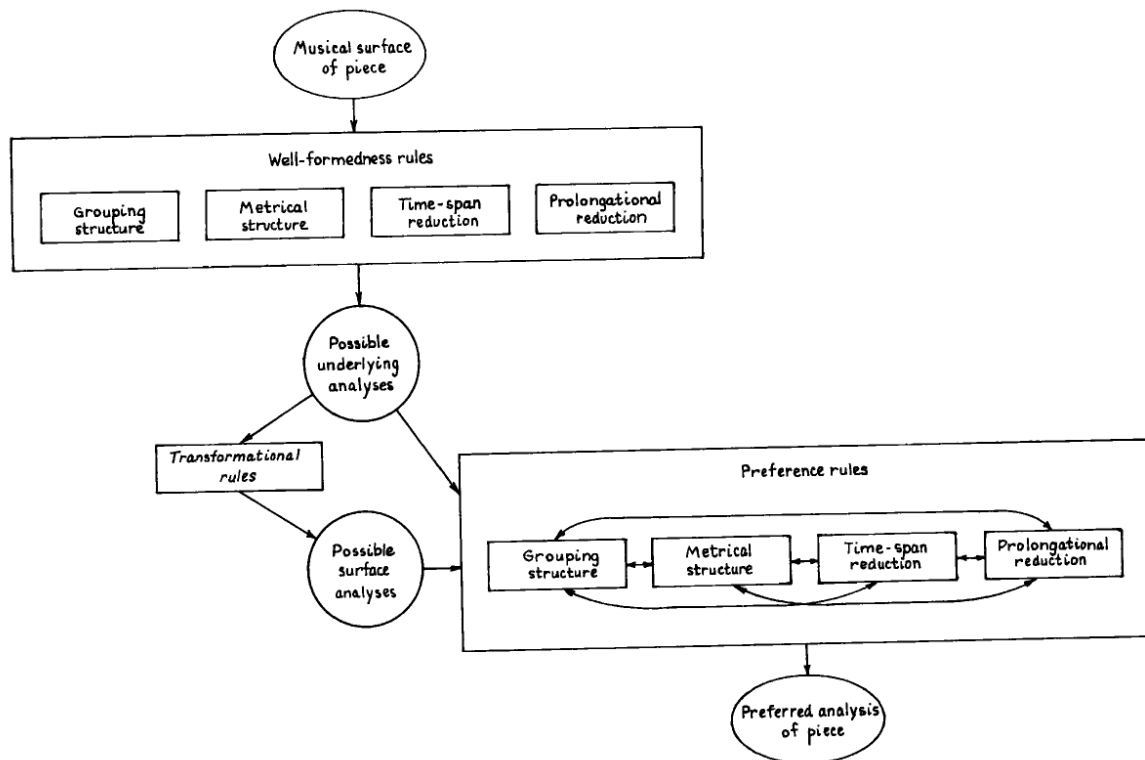 Musical surface
of piece
Well-formedness rules
Grouping
structure
Metrical
structure
Time-span
reduction
Prolongational
reduction
Possible
underlying
analyses
Transformational
rules
Possible
surface
analyses
Preference rules
Grouping
structure
Metrical
structure
Time-span
reduction
Prolongational
reduction
Preferred analysis
of piece